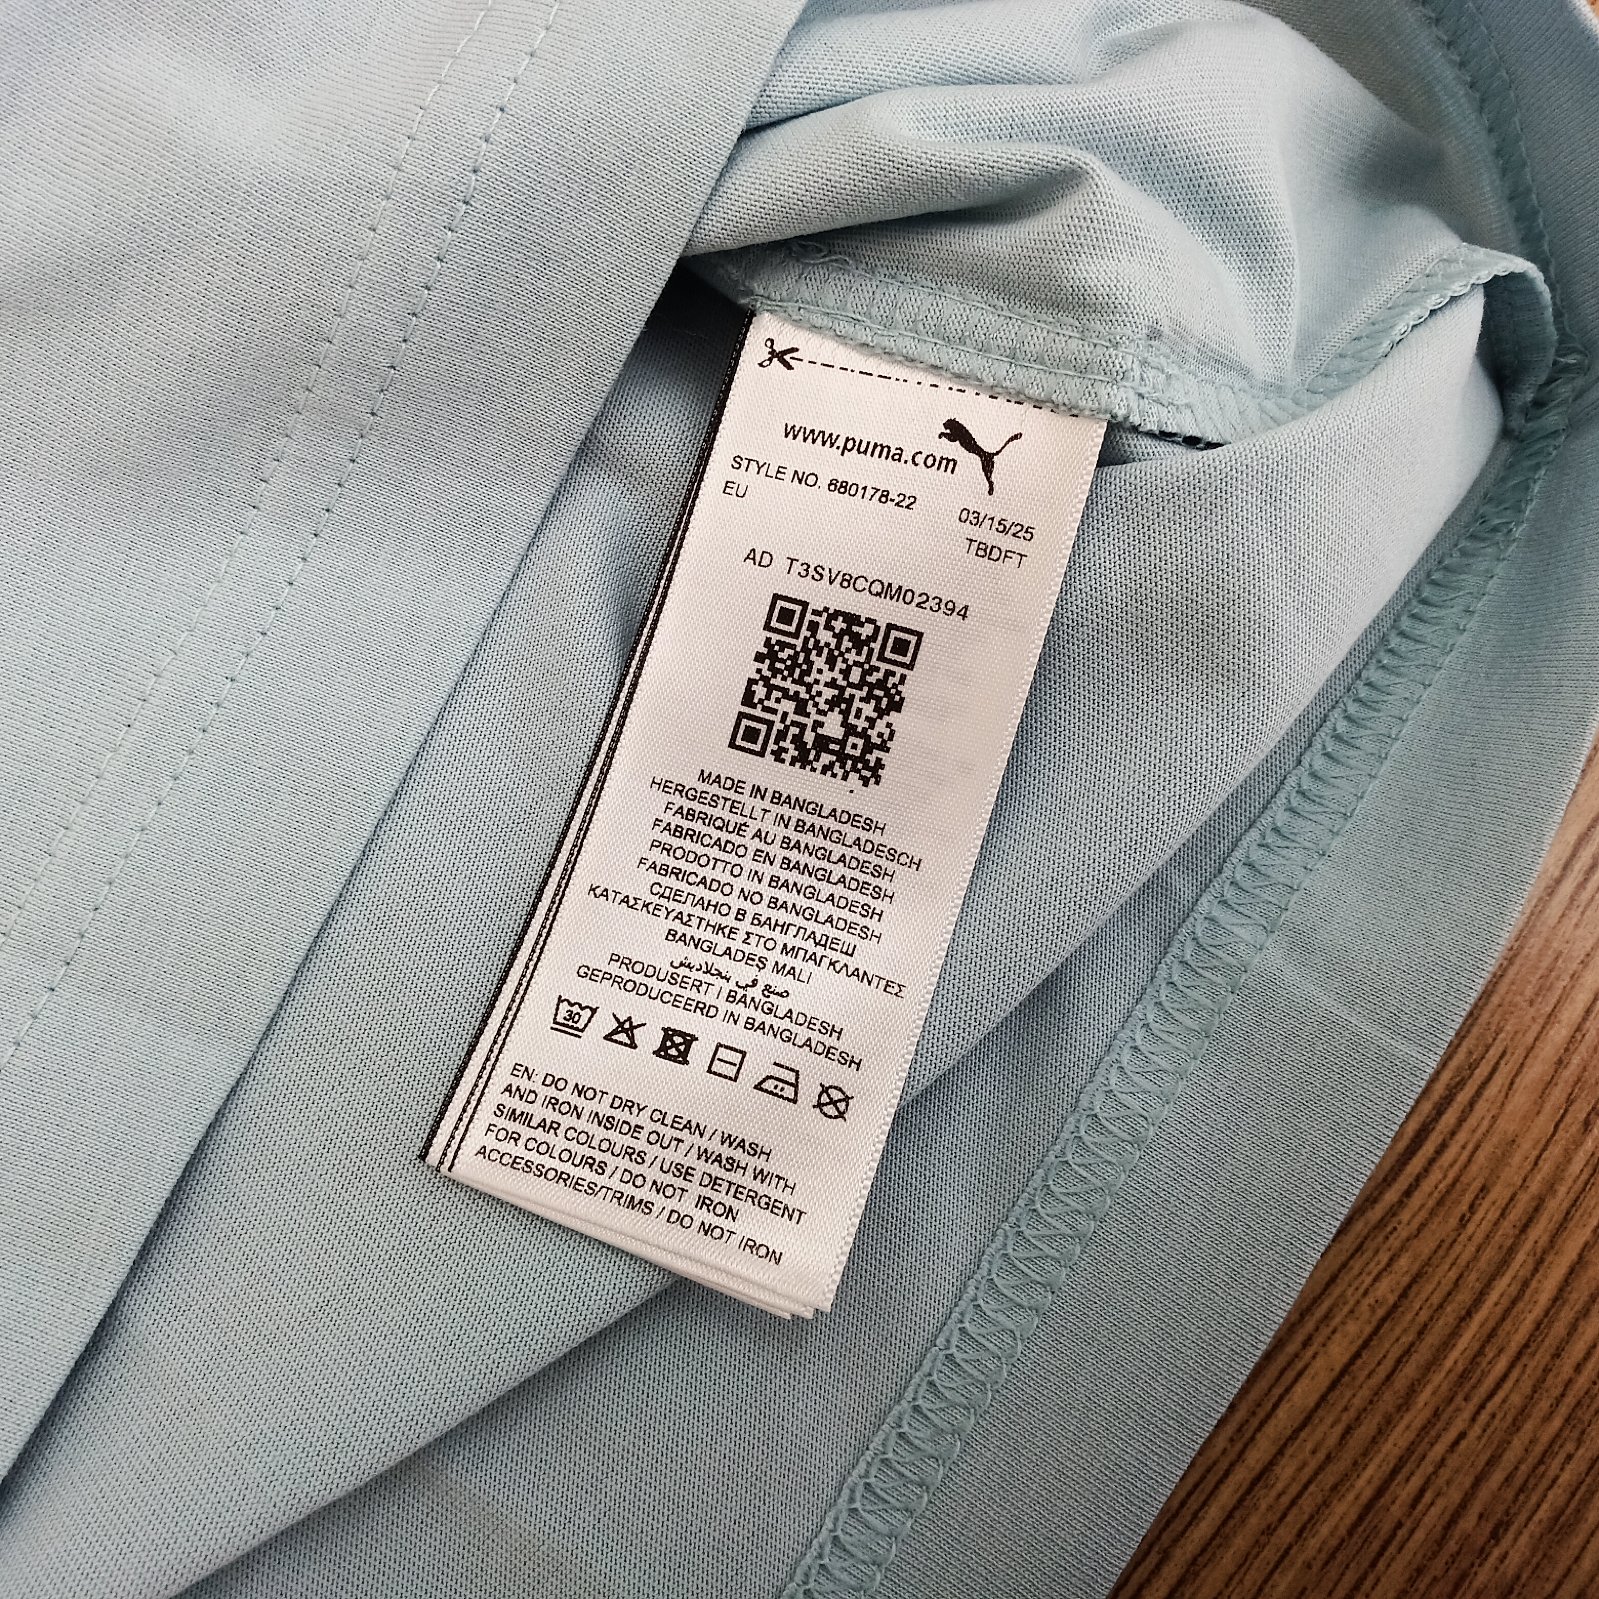 www.puma.com
STYLE NO. 680178-22
EU
03/15/25
TBDFT
AD T3SV8CQM02394
MADE IN BANGLADESH
HERGESTELLT IN BANGLADESCH
FABRIQUÉ AU BANGLADESH
FABRICADO EN BANGLADESH
PRODOTTO IN BANGLADESH
FABRICADO NO BANGLADESH
СДЕЛАНО В БАНГЛАДЕШ
ΚΑΤΑΣΚΕΥΑΣΤΗΚΕ ΣΤΟ ΜΠΑΓΚΛΑΝΤΕΣ
BANGLADEŞ MALI
صنع في بنجلاديش
PRODUSERT I BANGLADESH
GEPRODUCEERD IN BANGLADESH
30
EN: DO NOT DRY CLEAN / WASH
AND IRON INSIDE OUT / WASH WITH
SIMILAR COLOURS / USE DETERGENT
FOR COLOURS / DO NOT IRON
ACCESSORIES/TRIMS / DO NOT IRON